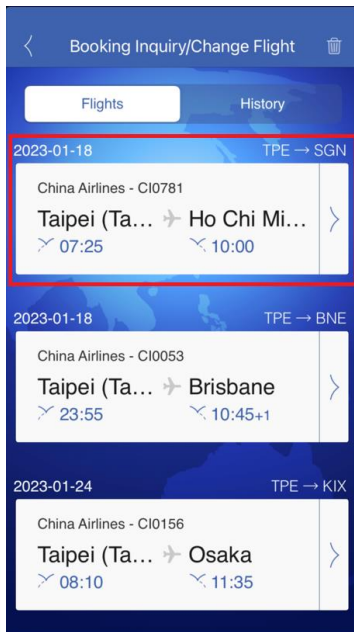 Booking Inquiry/Change Flight
Flights History
2023-01-18 TPE → SGN
China Airlines - CI0781
Taipei (Ta... Ho Chi Mi...
07:25 10:00
2023-01-18 TPE → BNE
China Airlines - CI0053
Taipei (Ta... Brisbane
23:55 10:45+1
2023-01-24 TPE → KIX
China Airlines - CI0156
Taipei (Ta... Osaka
08:10 11:35